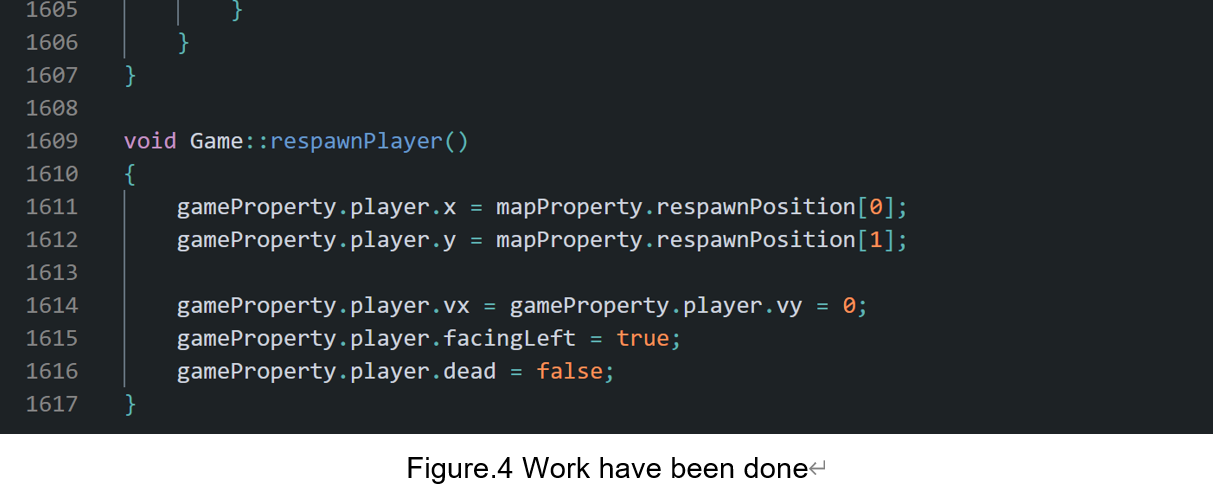 1605            }
1606        }
1607    }
1608
1609    void Game::respawnPlayer()
1610    {
1611        gameProperty.player.x = mapProperty.respawnPosition[0];
1612        gameProperty.player.y = mapProperty.respawnPosition[1];
1613
1614        gameProperty.player.vx = gameProperty.player.vy = 0;
1615        gameProperty.player.facingLeft = true;
1616        gameProperty.player.dead = false;
1617    }
Figure.4 Work have been done↵